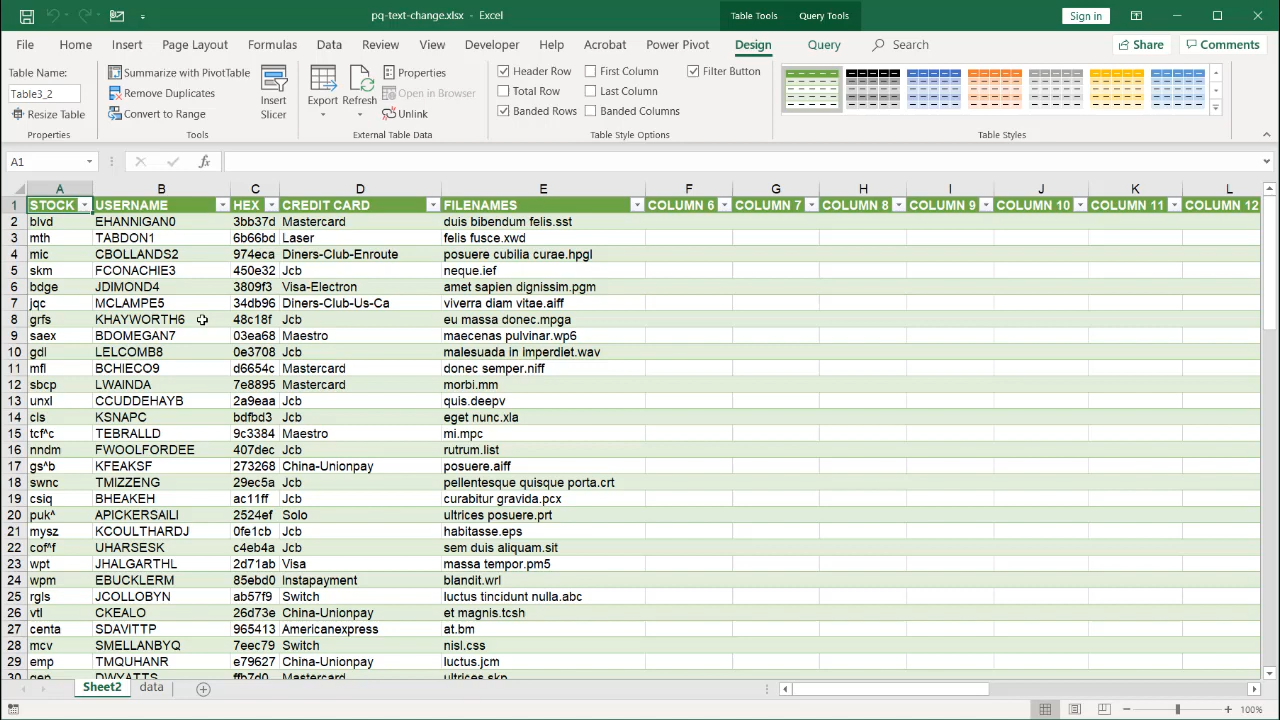 pq-text-change.xlsx - Excel
Table Tools Query Tools
Sign in
File Home Insert Page Layout Formulas Data Review View Developer Help Acrobat Power Pivot Design Query Search Share Comments
Table Name:
Table3_2
Resize Table
Properties
Summarize with PivotTable
Remove Duplicates
Convert to Range
Tools
Insert
Slicer
Export
Refresh
Properties
Open in Browser
Unlink
External Table Data
Header Row First Column Filter Button
Total Row Last Column
Banded Rows Banded Columns
Table Style Options
Table Styles
A1 fx
A B C D E F G H I J K L
1 STOCK USERNAME HEX CREDIT CARD FILENAMES COLUMN 6 COLUMN 7 COLUMN 8 COLUMN 9 COLUMN 10 COLUMN 11 COLUMN 12
2 blvd EHANNIGAN0 3bb37d Mastercard duis bibendum felis.sst
3 mth TABDON1 6b66bd Laser felis fusce.xwd
4 mic CBOLLANDS2 974eca Diners-Club-Enroute posuere cubilia curae.hpgl
5 skm FCONACHIE3 450e32 Jcb neque.ief
6 bdge JDIMOND4 3809f3 Visa-Electron amet sapien dignissim.pgm
7 jqc MCLAMPE5 34db96 Diners-Club-Us-Ca viverra diam vitae.aiff
8 grfs KHAYWORTH6 48c18f Jcb eu massa donec.mpga
9 saex BDOMEGAN7 03ea68 Maestro maecenas pulvinar.wp6
10 gdl LELCOMB8 0e3708 Jcb malesuada in imperdiet.wav
11 mfl BCHIECO9 d6654c Mastercard donec semper.niff
12 sbcp LWAINDA 7e8895 Mastercard morbi.mm
13 unxl CCUDDEHAYB 2a9eaa Jcb quis.deepv
14 cls KSNAPC bdfbd3 Jcb eget nunc.xla
15 tcf^c TEBRALLD 9c3384 Maestro mi.mpc
16 nndm FWOOLFORDEE 407dec Jcb rutrum.list
17 gs^b KFEAKSF 273268 China-Unionpay posuere.aiff
18 swnc TMIZZENG 29ec5a Jcb pellentesque quisque porta.crt
19 csiq BHEAKEH ac11ff Jcb curabitur gravida.pcx
20 puk^ APICKERSAILI 2524ef Solo ultrices posuere.prt
21 mysz KCOULTHARDJ 0fe1cb Jcb habitasse.eps
22 cof^f UHARSESK c4eb4a Jcb sem duis aliquam.sit
23 wpt JHALGARTHL 2d71ab Visa massa tempor.pm5
24 wpm EBUCKLERM 85ebd0 Instapayment blandit.wrl
25 rgls JCOLLOBYN ab57f9 Switch luctus tincidunt nulla.abc
26 vtl CKEALO 26d73e China-Unionpay et magnis.tcsh
27 centa SDAVITTP 965413 Americanexpress at.bm
28 mcv SMELLANBYQ 7eec79 Switch nisl.css
29 emp TMQUHANR e79627 China-Unionpay luctus.jcm
30 gen DWYATTS ffb7d0 Mastercard ultrices.skp
Sheet2 data
100%